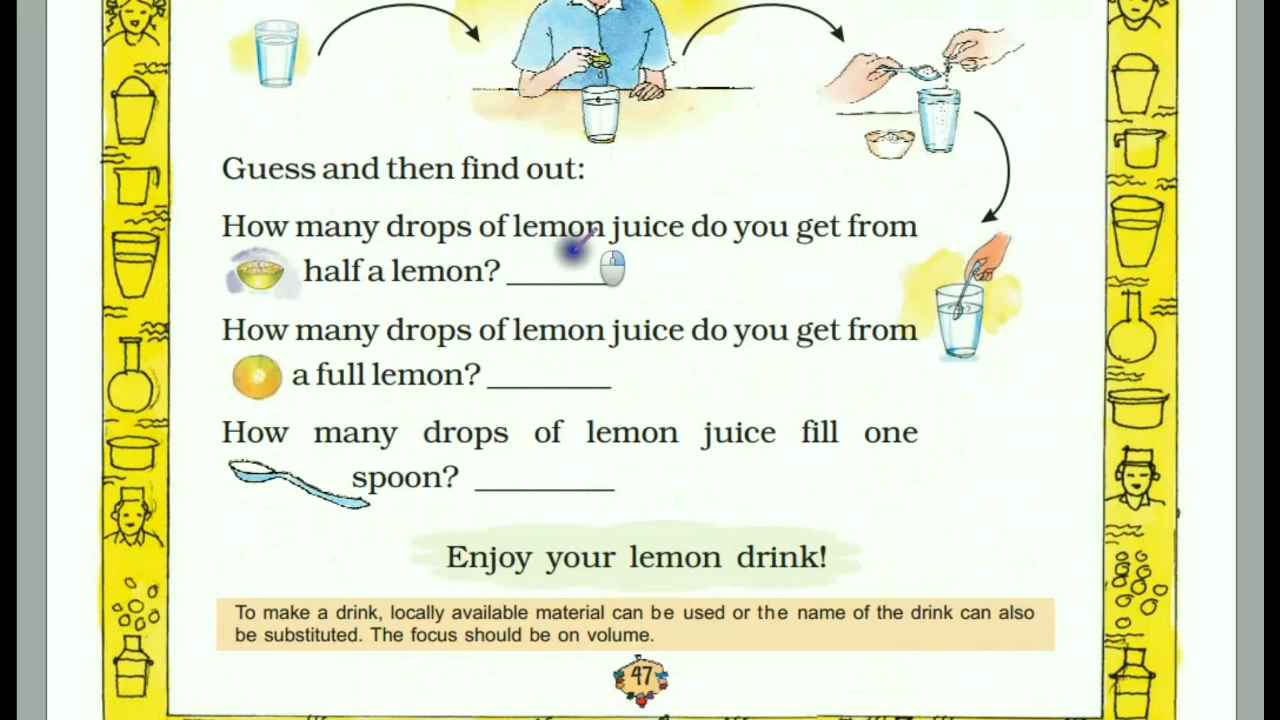 Guess and then find out:
How many drops of lemon juice do you get from
half a lemon? ________
How many drops of lemon juice do you get from
a full lemon? ________
How many drops of lemon juice fill one
spoon? _________
Enjoy your lemon drink!
To make a drink, locally available material can be used or the name of the drink can also
be substituted. The focus should be on volume.
47